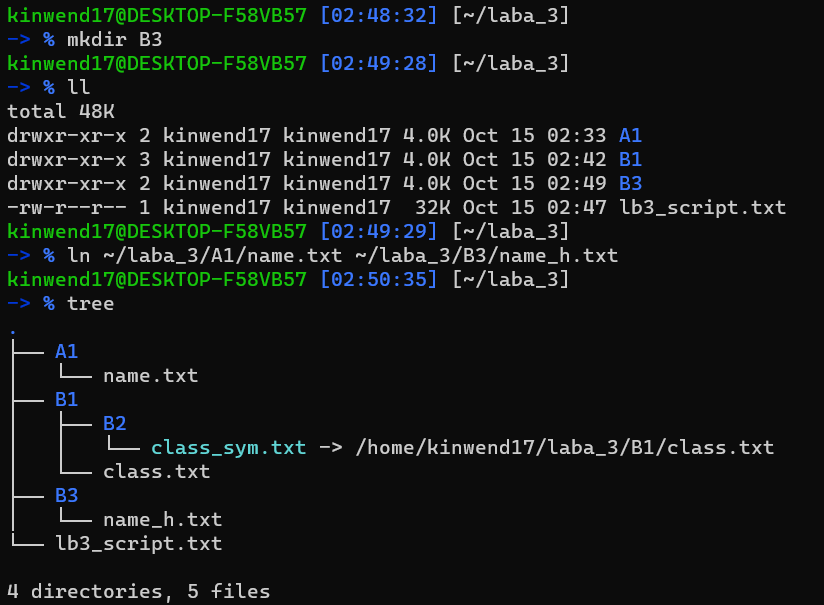 kinwend17@DESKTOP-F58VB57 [02:48:32] [~/laba_3]
-> % mkdir B3
kinwend17@DESKTOP-F58VB57 [02:49:28] [~/laba_3]
-> % ll
total 48K
drwxr-xr-x 2 kinwend17 kinwend17 4.0K Oct 15 02:33 A1
drwxr-xr-x 3 kinwend17 kinwend17 4.0K Oct 15 02:42 B1
drwxr-xr-x 2 kinwend17 kinwend17 4.0K Oct 15 02:49 B3
-rw-r--r-- 1 kinwend17 kinwend17  32K Oct 15 02:47 lb3_script.txt
kinwend17@DESKTOP-F58VB57 [02:49:29] [~/laba_3]
-> % ln ~/laba_3/A1/name.txt ~/laba_3/B3/name_h.txt
kinwend17@DESKTOP-F58VB57 [02:50:35] [~/laba_3]
-> % tree
.
├── A1
│   └── name.txt
├── B1
│   ├── B2
│   │   └── class_sym.txt -> /home/kinwend17/laba_3/B1/class.txt
│   └── class.txt
├── B3
│   └── name_h.txt
└── lb3_script.txt

4 directories, 5 files